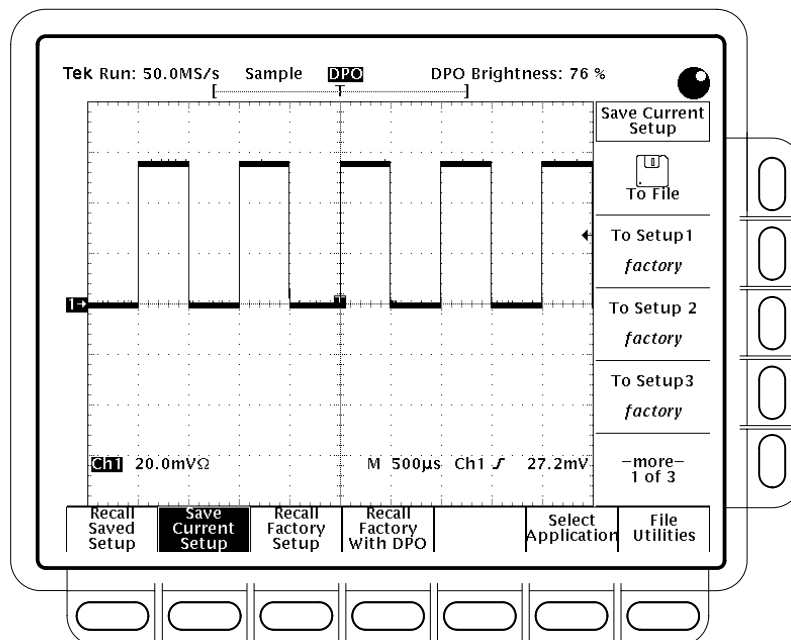 Tek Run: 50.0MS/s Sample DPO DPO Brightness: 76 %
T
Save Current
Setup
To File
To Setup1
factory
To Setup 2
factory
To Setup3
factory
–more–
1 of 3
1
T
Ch1 20.0mVΩ M 500µs Ch1 27.2mV
Recall
Saved
Setup
Save
Current
Setup
Recall
Factory
Setup
Recall
Factory
With DPO
Select
Application
File
Utilities